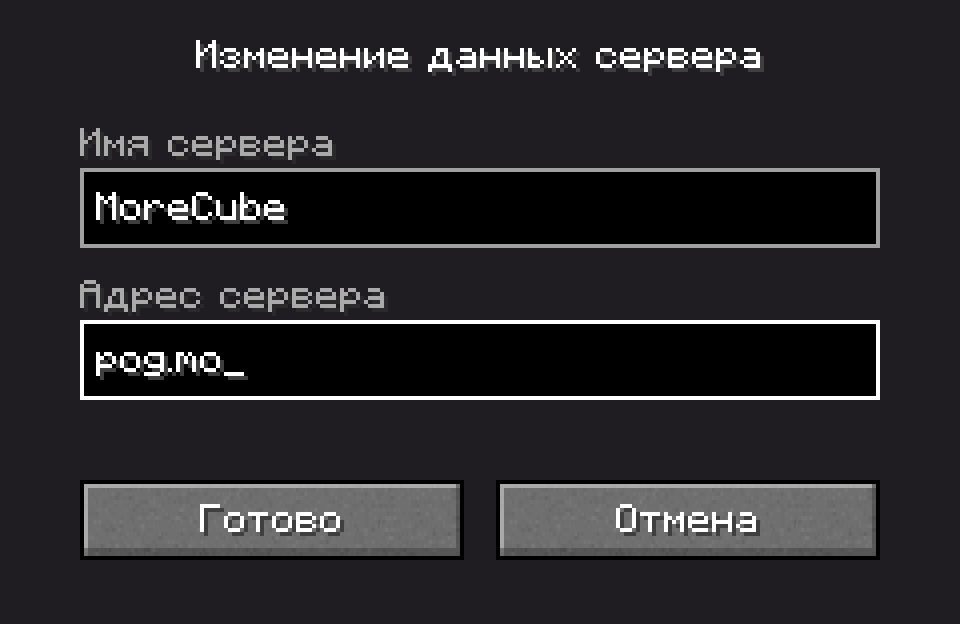 Изменение данных сервера
Имя сервера
MoreCube
Адрес сервера
pog.mo_
Готово
Отмена